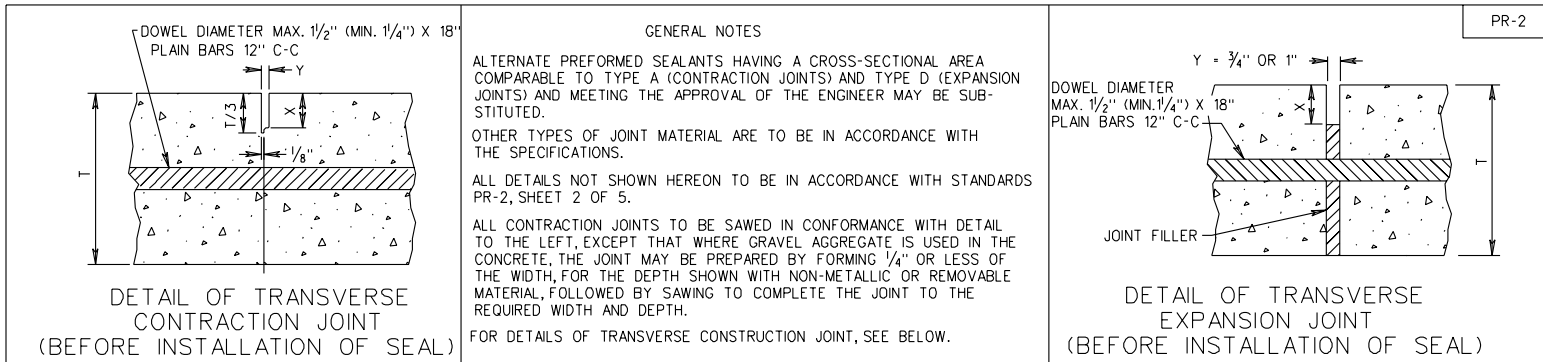 DOWEL DIAMETER MAX. 1 1/2" (MIN. 1 1/4") X 18"
PLAIN BARS 12" C-C
Y
T/3
X
1/8"
T
DETAIL OF TRANSVERSE
CONTRACTION JOINT
(BEFORE INSTALLATION OF SEAL)
GENERAL NOTES
ALTERNATE PREFORMED SEALANTS HAVING A CROSS-SECTIONAL AREA
COMPARABLE TO TYPE A (CONTRACTION JOINTS) AND TYPE D (EXPANSION
JOINTS) AND MEETING THE APPROVAL OF THE ENGINEER MAY BE SUB-
STITUTED.
OTHER TYPES OF JOINT MATERIAL ARE TO BE IN ACCORDANCE WITH
THE SPECIFICATIONS.
ALL DETAILS NOT SHOWN HEREON TO BE IN ACCORDANCE WITH STANDARDS
PR-2, SHEET 2 OF 5.
ALL CONTRACTION JOINTS TO BE SAWED IN CONFORMANCE WITH DETAIL
TO THE LEFT, EXCEPT THAT WHERE GRAVEL AGGREGATE IS USED IN THE
CONCRETE, THE JOINT MAY BE PREPARED BY FORMING 1/4" OR LESS OF
THE WIDTH, FOR THE DEPTH SHOWN WITH NON-METALLIC OR REMOVABLE
MATERIAL, FOLLOWED BY SAWING TO COMPLETE THE JOINT TO THE
REQUIRED WIDTH AND DEPTH.
FOR DETAILS OF TRANSVERSE CONSTRUCTION JOINT, SEE BELOW.
PR-2
Y = 3/4" OR 1"
DOWEL DIAMETER
MAX. 1 1/2" (MIN. 1 1/4") X 18"
PLAIN BARS 12" C-C
X
T
JOINT FILLER
DETAIL OF TRANSVERSE
EXPANSION JOINT
(BEFORE INSTALLATION OF SEAL)